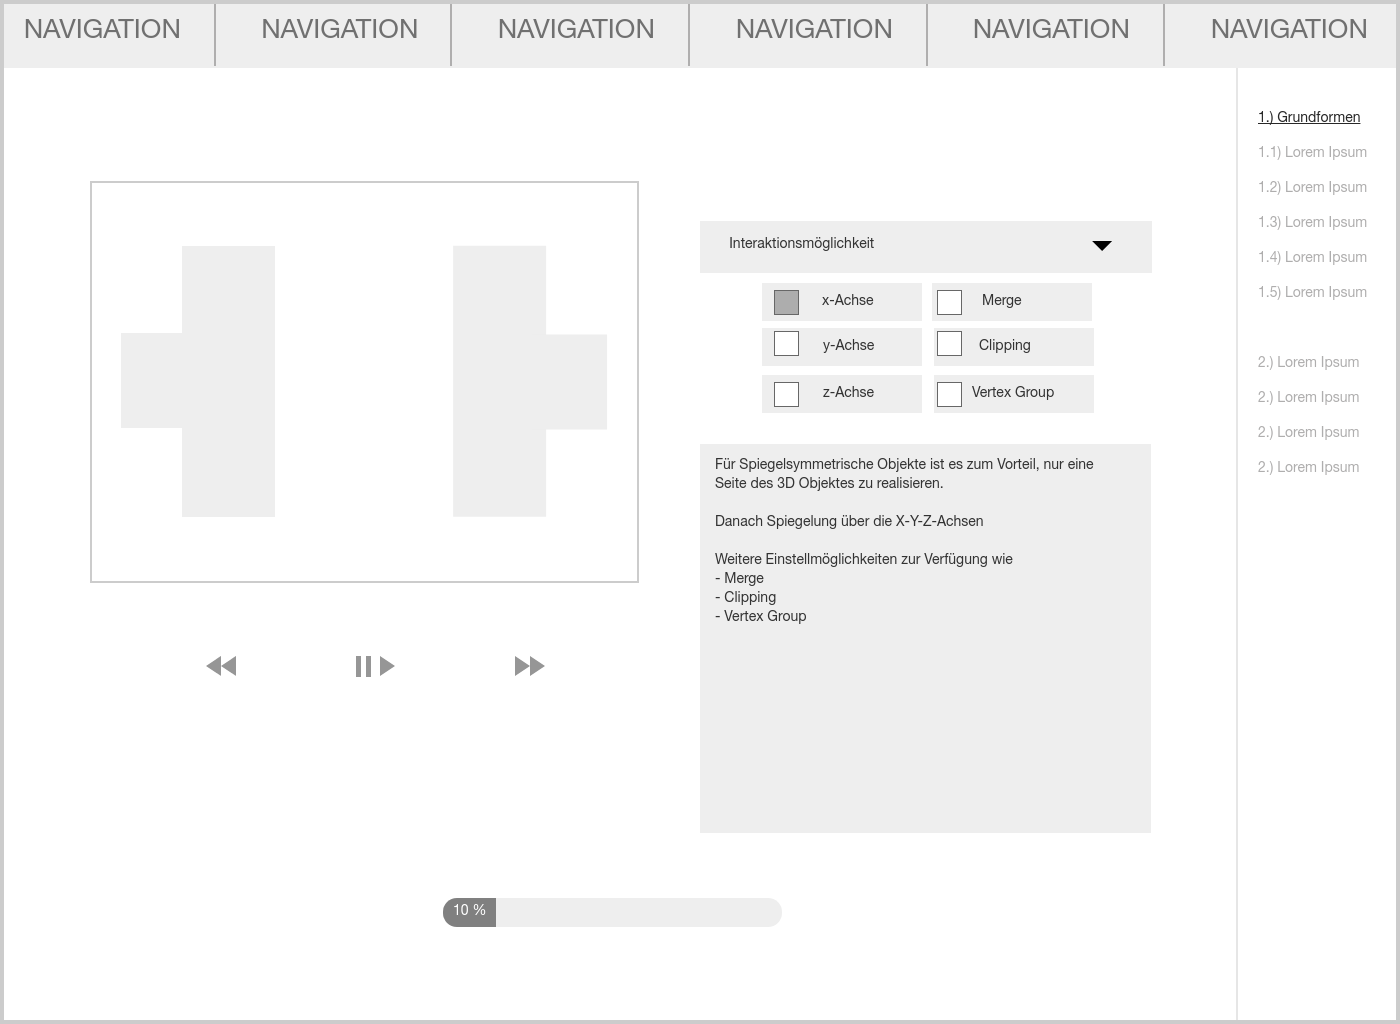 NAVIGATION NAVIGATION NAVIGATION NAVIGATION NAVIGATION NAVIGATION
Interaktionsmöglichkeit
x-Achse Merge
y-Achse Clipping
z-Achse Vertex Group
Für Spiegelsymmetrische Objekte ist es zum Vorteil, nur eine
Seite des 3D Objektes zu realisieren.
Danach Spiegelung über die X-Y-Z-Achsen
Weitere Einstellmöglichkeiten zur Verfügung wie
- Merge
- Clipping
- Vertex Group
10 %
1.) Grundformen
1.1) Lorem Ipsum
1.2) Lorem Ipsum
1.3) Lorem Ipsum
1.4) Lorem Ipsum
1.5) Lorem Ipsum
2.) Lorem Ipsum
2.) Lorem Ipsum
2.) Lorem Ipsum
2.) Lorem Ipsum